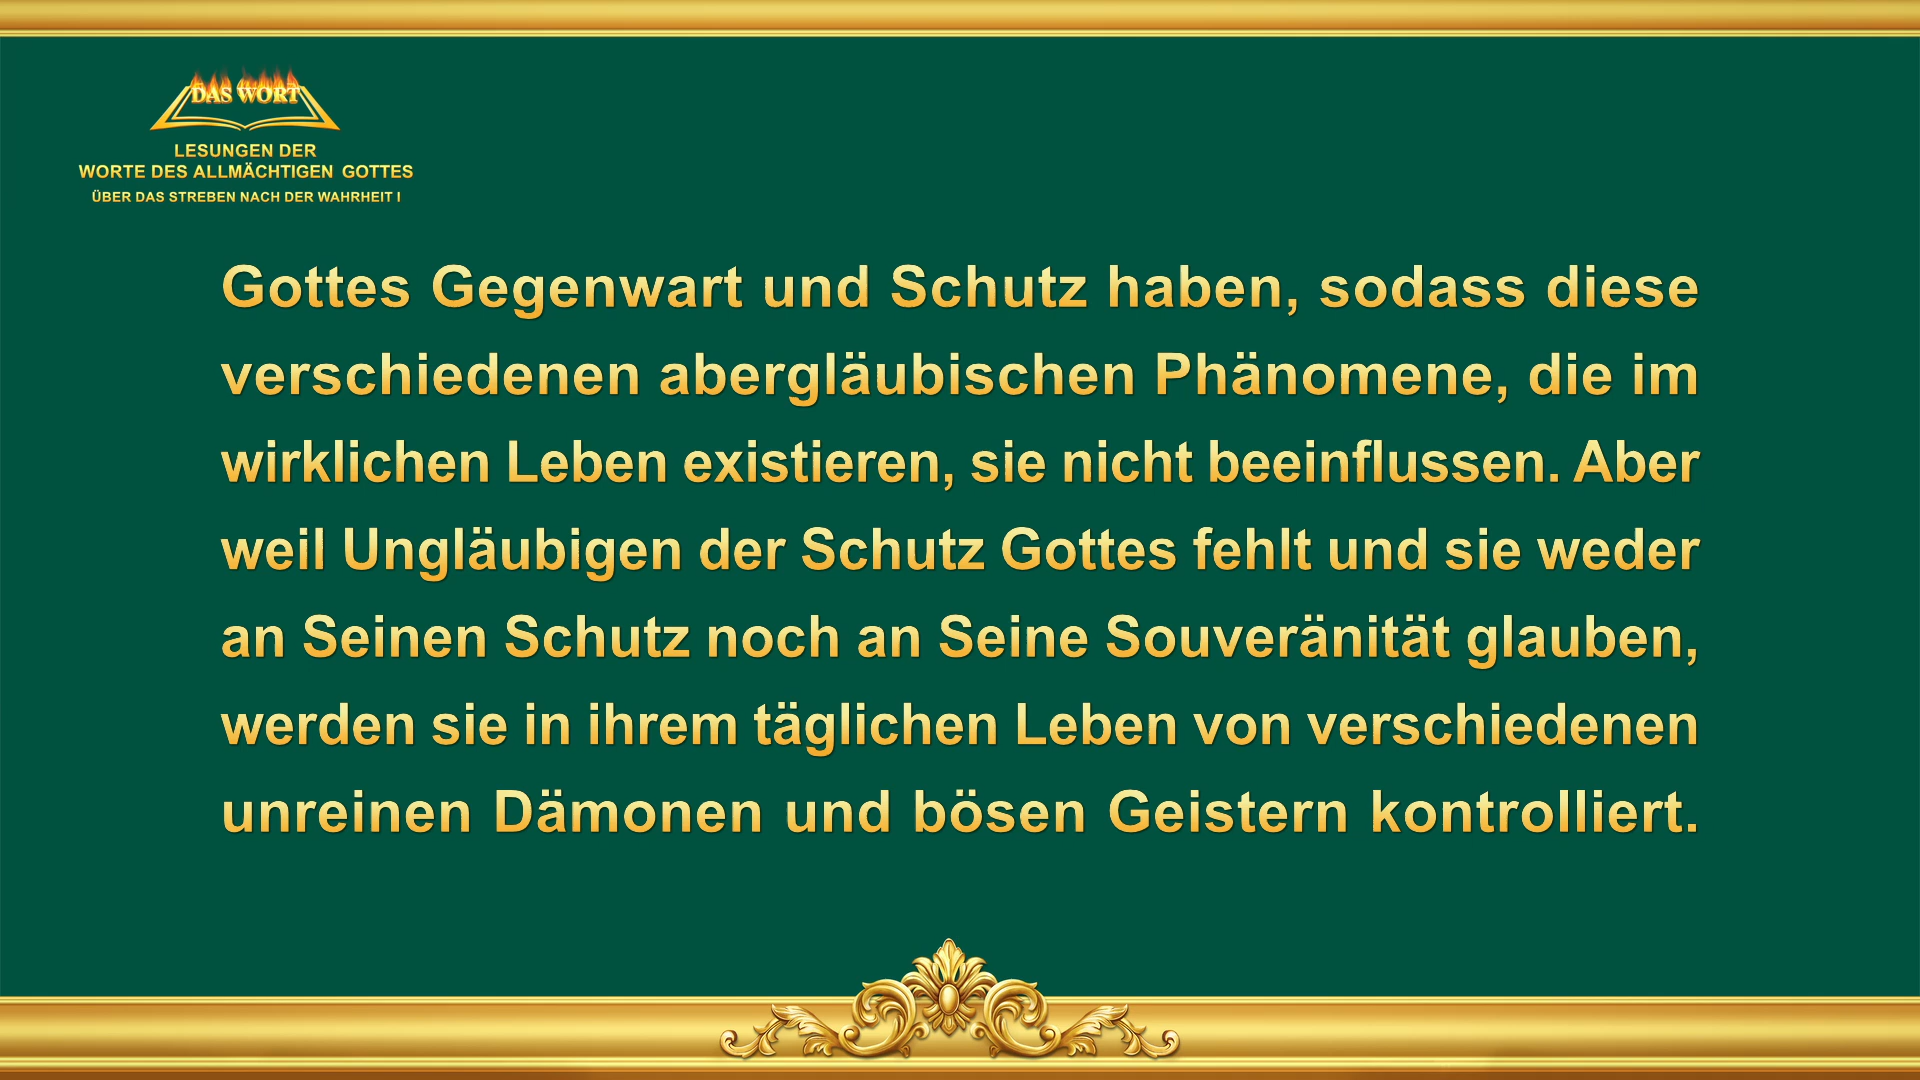 DAS WORT
LESUNGEN DER
WORTE DES ALLMÄCHTIGEN GOTTES
ÜBER DAS STREBEN NACH DER WAHRHEIT I
Gottes Gegenwart und Schutz haben, sodass diese
verschiedenen abergläubischen Phänomene, die im
wirklichen Leben existieren, sie nicht beeinflussen. Aber
weil Ungläubigen der Schutz Gottes fehlt und sie weder
an Seinen Schutz noch an Seine Souveränität glauben,
werden sie in ihrem täglichen Leben von verschiedenen
unreinen Dämonen und bösen Geistern kontrolliert.